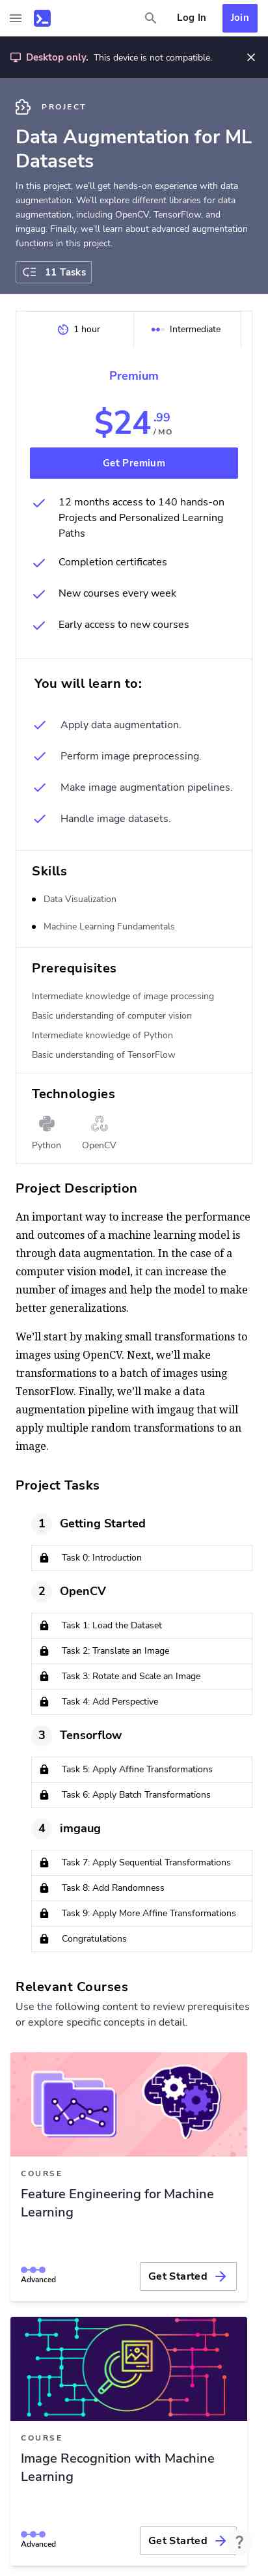 Log In
Join
Desktop only. This device is not compatible.
PROJECT
Data Augmentation for ML
Datasets
In this project, we’ll get hands-on experience with data
augmentation. We’ll explore different libraries for data
augmentation, including OpenCV, TensorFlow, and
imgaug. Finally, we’ll learn about advanced augmentation
functions in this project.
11 Tasks
1 hour
Intermediate
Premium
$24.99
/ MO
Get Premium
12 months access to 140 hands-on
Projects and Personalized Learning
Paths
Completion certificates
New courses every week
Early access to new courses
You will learn to:
Apply data augmentation.
Perform image preprocessing.
Make image augmentation pipelines.
Handle image datasets.
Skills
Data Visualization
Machine Learning Fundamentals
Prerequisites
Intermediate knowledge of image processing
Basic understanding of computer vision
Intermediate knowledge of Python
Basic understanding of TensorFlow
Technologies
Python
OpenCV
Project Description
An important way to increase the performance
and outcomes of a machine learning model is
through data augmentation. In the case of a
computer vision model, it can increase the
number of images and help the model to make
better generalizations.
We’ll start by making small transformations to
images using OpenCV. Next, we’ll make
transformations to a batch of images using
TensorFlow. Finally, we’ll make a data
augmentation pipeline with imgaug that will
apply multiple random transformations to an
image.
Project Tasks
1 Getting Started
Task 0: Introduction
2 OpenCV
Task 1: Load the Dataset
Task 2: Translate an Image
Task 3: Rotate and Scale an Image
Task 4: Add Perspective
3 Tensorflow
Task 5: Apply Affine Transformations
Task 6: Apply Batch Transformations
4 imgaug
Task 7: Apply Sequential Transformations
Task 8: Add Randomness
Task 9: Apply More Affine Transformations
Congratulations
Relevant Courses
Use the following content to review prerequisites
or explore specific concepts in detail.
COURSE
Feature Engineering for Machine
Learning
Advanced
Get Started
COURSE
Image Recognition with Machine
Learning
Advanced
Get Started
?